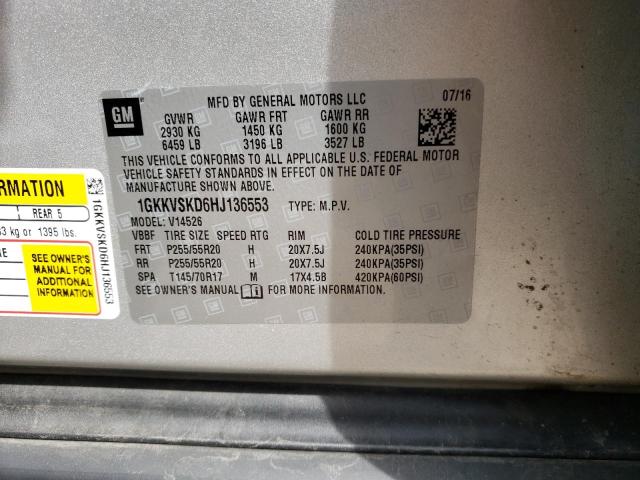 GM
MFD BY GENERAL MOTORS LLC 07/16
GVWR GAWR FRT GAWR RR
2930 KG 1450 KG 1600 KG
6459 LB 3196 LB 3527 LB
THIS VEHICLE CONFORMS TO ALL APPLICABLE U.S. FEDERAL MOTOR
VEHICLE SAFETY STANDARDS IN EFFECT ON THE DATE OF
MANUFACTURE SHOWN ABOVE.
1GKKVSKD6HJ136553 TYPE: M.P.V.
MODEL: V14526
VBBF TIRE SIZE SPEED RTG RIM COLD TIRE PRESSURE
FRT P255/55R20 H 20X7.5J 240KPA(35PSI)
RR P255/55R20 H 20X7.5J 240KPA(35PSI)
SPA T145/70R17 M 17X4.5B 420KPA(60PSI)
SEE OWNER'S MANUAL FOR MORE INFORMATION.
ORMATION
REAR 5
33 kg or 1395 lbs.
SEE OWNER'S
MANUAL FOR
ADDITIONAL
INFORMATION
1GKKVSKD6HJ136553